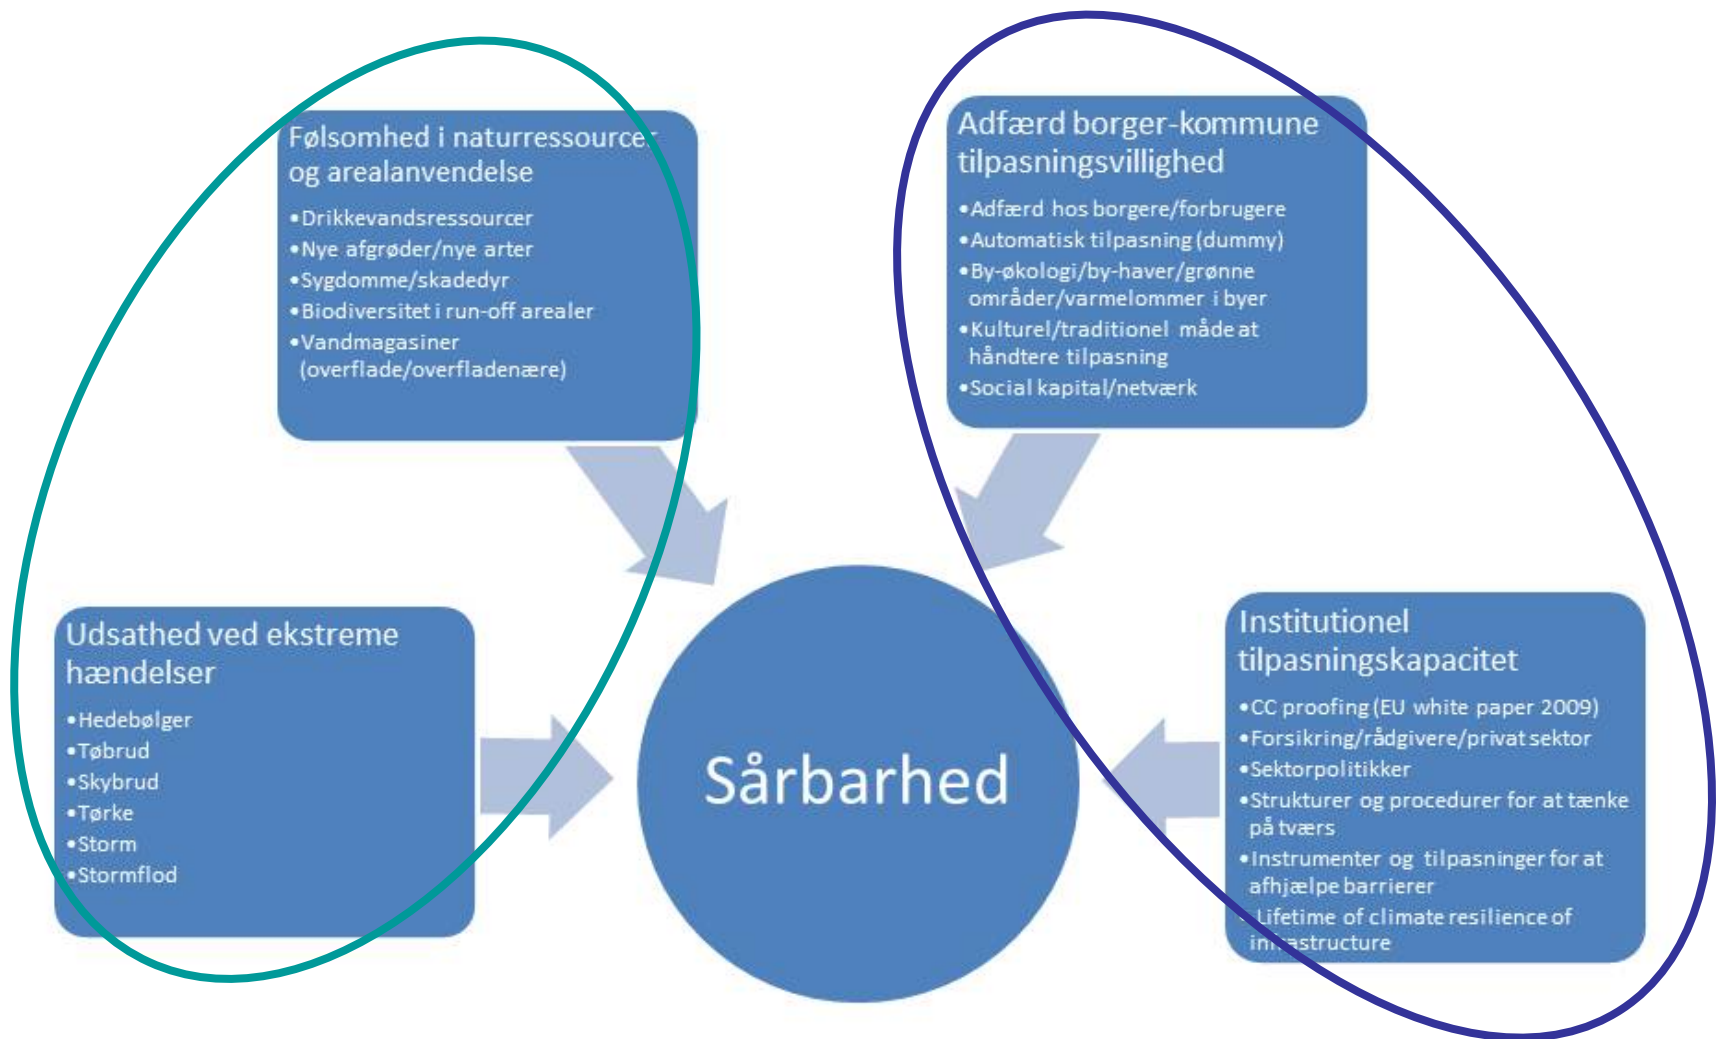 Følsomhed i naturressourcer
og arealanvendelse
•Drikkevandsressourcer
•Nye afgrøder/nye arter
•Sygdomme/skadedyr
•Biodiversitet i run-off arealer
•Vandmagasiner
(overflade/overfladenære)
Adfærd borger-kommune
tilpasningsvillighed
•Adfærd hos borgere/forbrugere
•Automatisk tilpasning (dummy)
•By-økologi/by-haver/grønne
områder/varmelommer i byer
•Kulturel/traditionel måde at
håndtere tilpasning
•Social kapital/netværk
Udsathed ved ekstreme
hændelser
•Hedebølger
•Tøbrud
•Skybrud
•Tørke
•Storm
•Stormflod
Sårbarhed
Institutionel
tilpasningskapacitet
•CC proofing (EU white paper 2009)
•Forsikring/rådgivere/privat sektor
•Sektorpolitikker
•Strukturer og procedurer for at tænke
på tværs
•Instrumenter og tilpasninger for at
afhjælpe barrierer
•Lifetime of climate resilience of
infrastructure